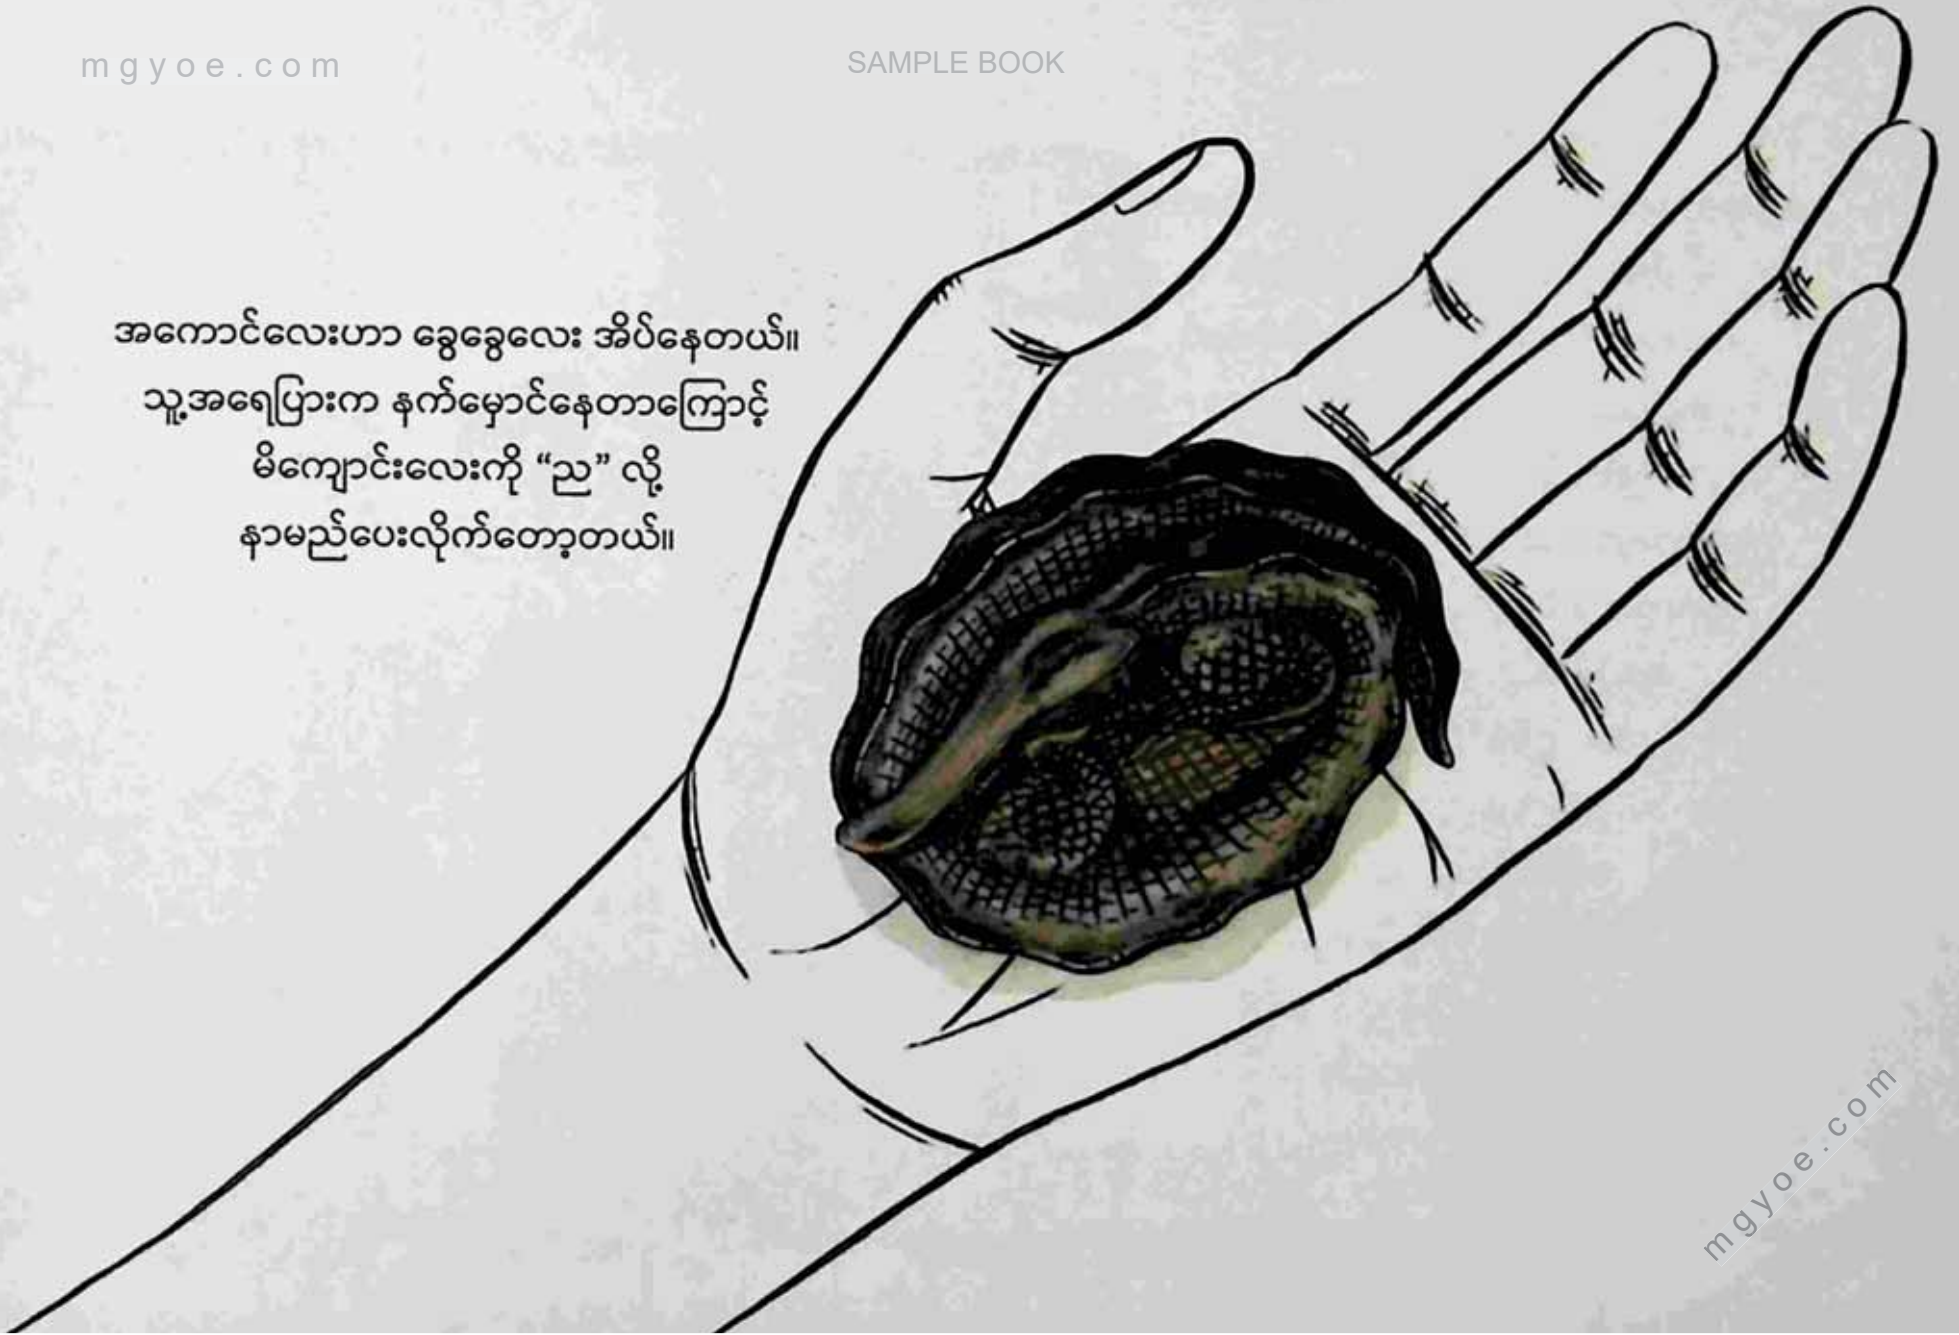 mgyoe.com
SAMPLE BOOK
အကောင်လေးဟာ ခွေခွေလေး အိပ်နေတယ်။
သူ့အရေပြားက နက်မှောင်နေတာကြောင့်
မိကျောင်းလေးကို “ည” လို့
နာမည်ပေးလိုက်တော့တယ်။
mgyoe.com